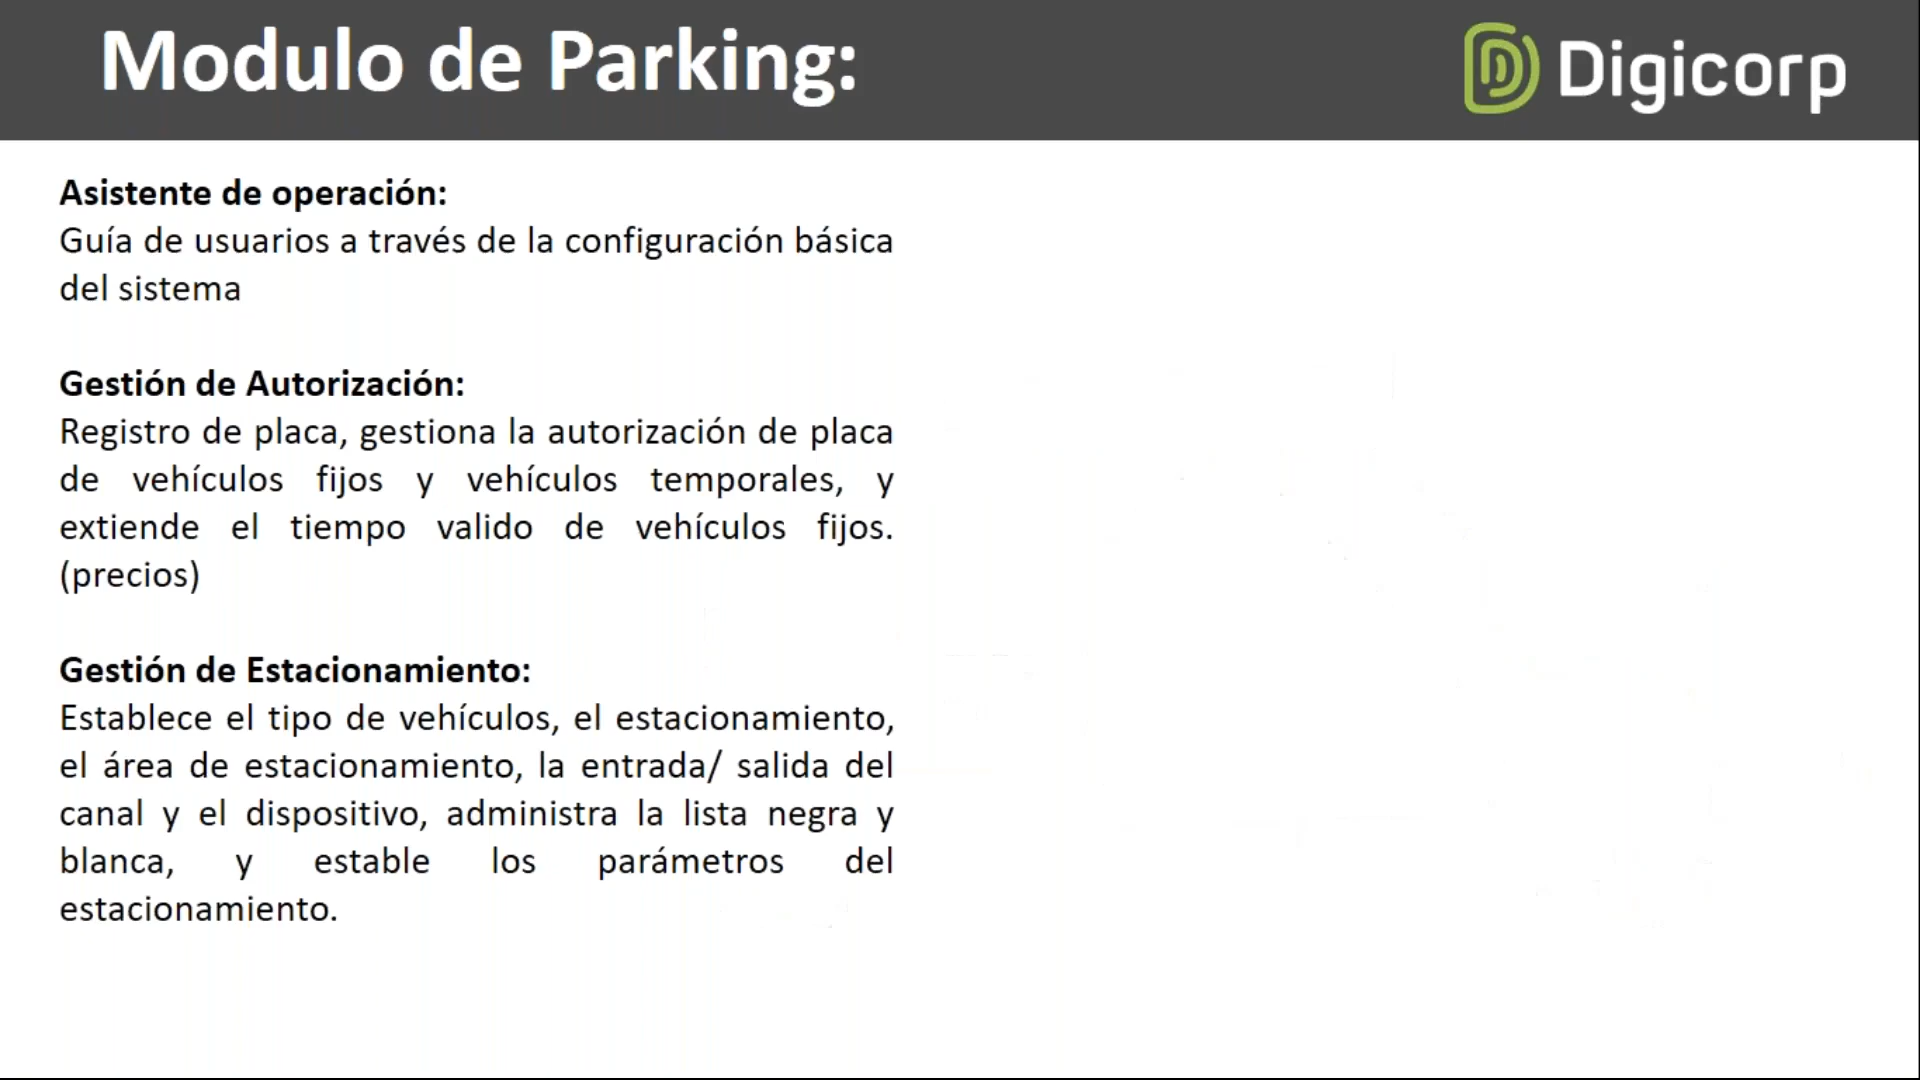 Modulo de Parking:
Digicorp
Asistente de operación:
Guía de usuarios a través de la configuración básica
del sistema
Gestión de Autorización:
Registro de placa, gestiona la autorización de placa
de vehículos fijos y vehículos temporales, y
extiende el tiempo valido de vehículos fijos.
(precios)
Gestión de Estacionamiento:
Establece el tipo de vehículos, el estacionamiento,
el área de estacionamiento, la entrada/ salida del
canal y el dispositivo, administra la lista negra y
blanca, y estable los parámetros del
estacionamiento.